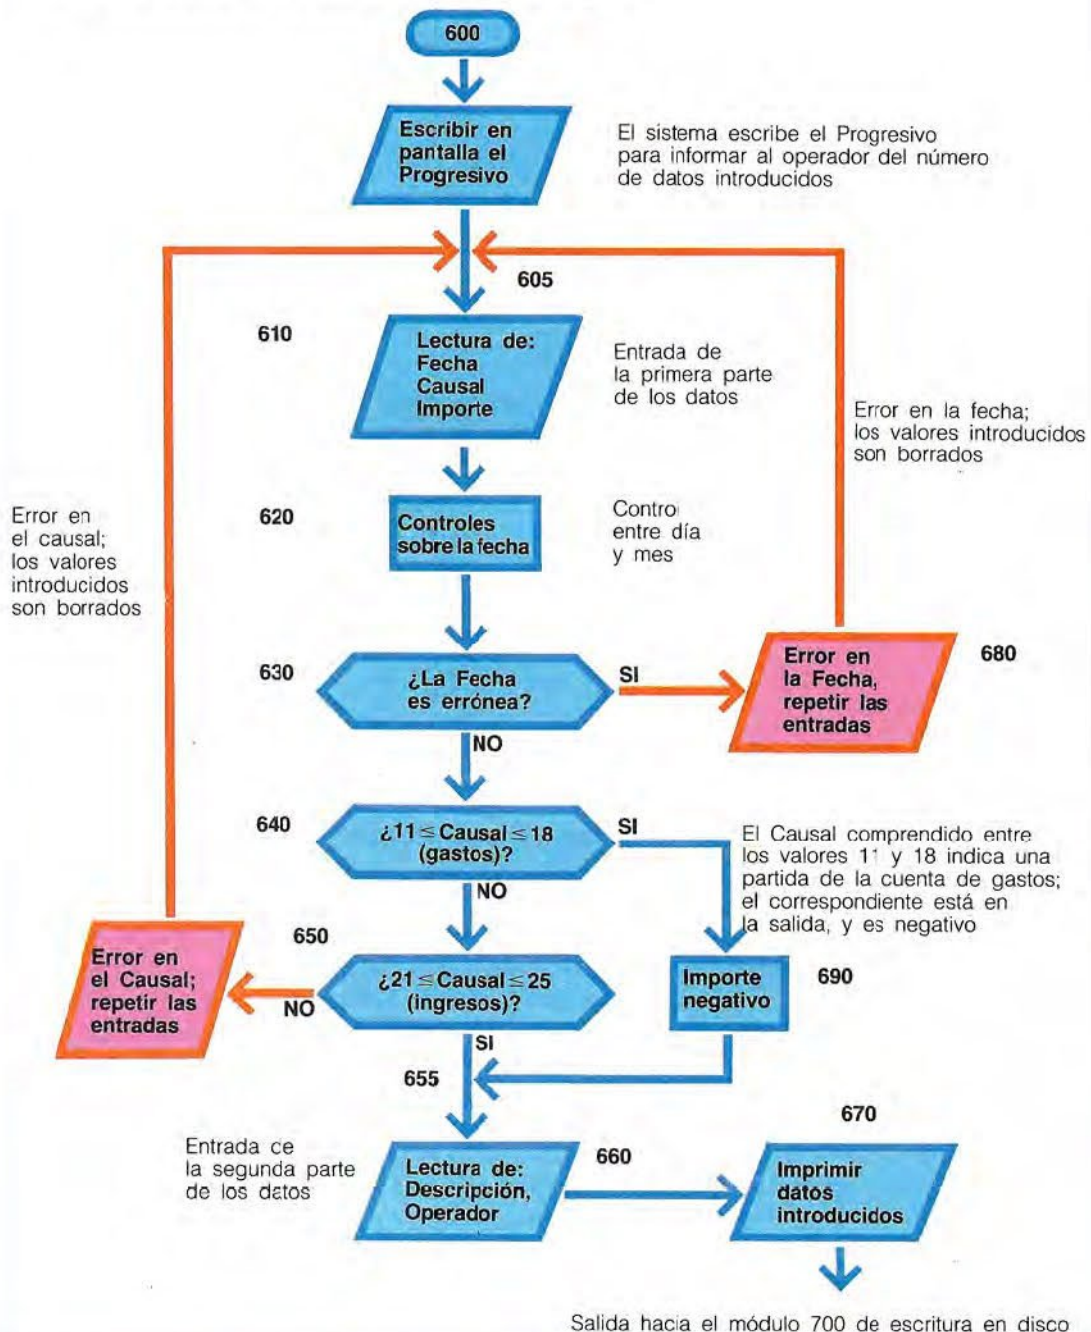 600
Escribir en
pantalla el
Progresivo
El sistema escribe el Progresivo
para informar al operador del número
de datos introducidos
605
610
Lectura de:
Fecha
Causal
Importe
Entrada de
la primera parte
de los datos
Error en la fecha;
los valores introducidos
son borrados
Error en
el causal;
los valores
introducidos
son borrados
620
Controles
sobre la fecha
Control
entre día
y mes
630
¿La Fecha
es errónea?
SI
Error en
la Fecha,
repetir las
entradas
680
NO
640
¿11 ≤ Causal ≤ 18
(gastos)?
SI
El Causal comprendido entre
los valores 11 y 18 indica una
partida de la cuenta de gastos;
el correspondiente está en
la salida, y es negativo
NO
650
Error en
el Causal;
repetir las
entradas
NO
¿21 ≤ Causal ≤ 25
(ingresos)?
Importe
negativo
690
SI
655
670
Entrada de
la segunda parte
de los datos
Lectura de:
Descripción,
Operador
660
Imprimir
datos
introducidos
Salida hacia el módulo 700 de escritura en disco